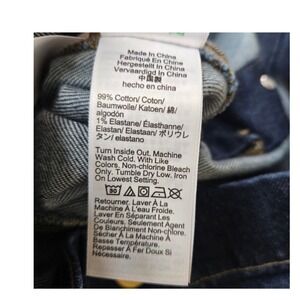 Made In China
Fabriqué En Chine
Hergestellt In China
Vervaardigd In China
中国製
hecho en china
99% Cotton/ Coton/
Baumwolle/ Katoen/ 綿/
algodón
1% Elastane/ Élasthanne/
Elastan/ Elastaan/ ポリウレ
タン/ elastano
Turn Inside Out, Machine
Wash Cold, With Like
Colors, Non-chlorine Bleach
Only, Tumble Dry Low, Iron
On Lowest Setting.
30
Retourner, Laver À La
Machine À L'eau Froide,
Laver En Séparant Les
Couleurs, Seulement Agent
De Blanchiment Non-chloré,
Sécher À La Machine À
Basse Température,
Repasser À Fer Doux Si
Nécessaire.